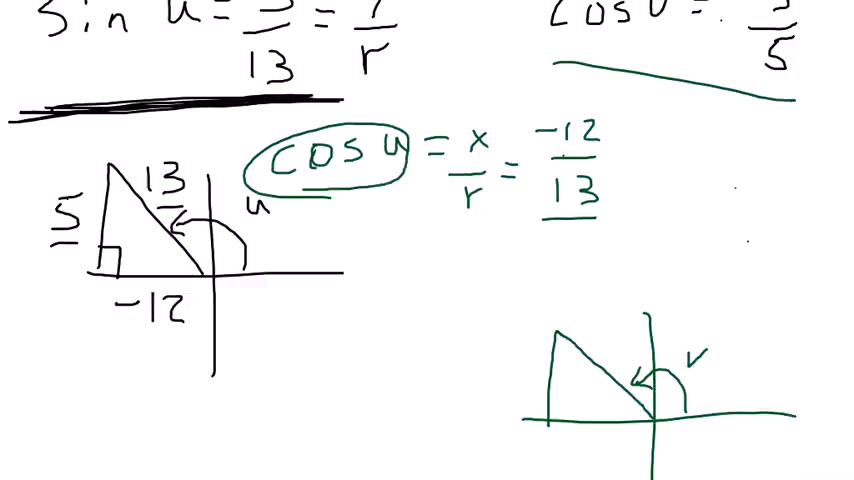 sin u = 5/13 = y/r
cos v = 3/5
cos u = x/r = -12/13
13
5
u
-12
v